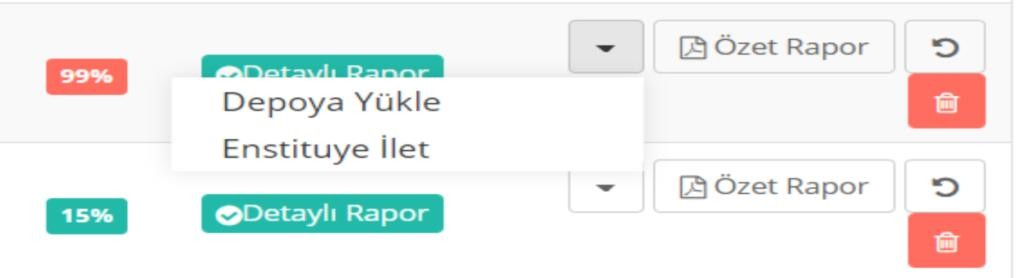 99% Detaylı Rapor Özet Rapor
Depoya Yükle
Enstituye İlet
15% Detaylı Rapor Özet Rapor